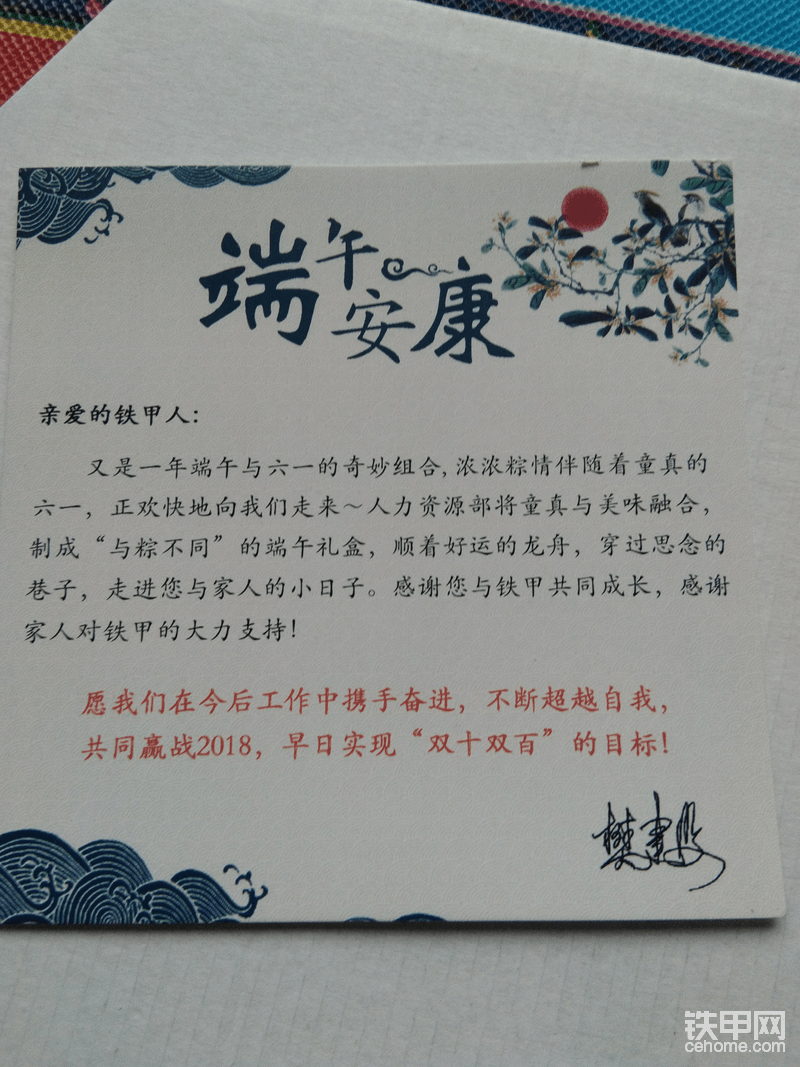 端午安康
亲爱的铁甲人：
又是一年端午与六一的奇妙组合，浓浓粽情伴随着童真的
六一，正欢快地向我们走来～人力资源部将童真与美味融合，
制成“与粽不同”的端午礼盒，顺着好运的龙舟，穿过思念的
巷子，走进您与家人的小日子。感谢您与铁甲共同成长，感谢
家人对铁甲的大力支持！
愿我们在今后工作中携手奋进，不断超越自我，
共同赢战2018，早日实现“双十双百”的目标！
铁甲网
cehome.com